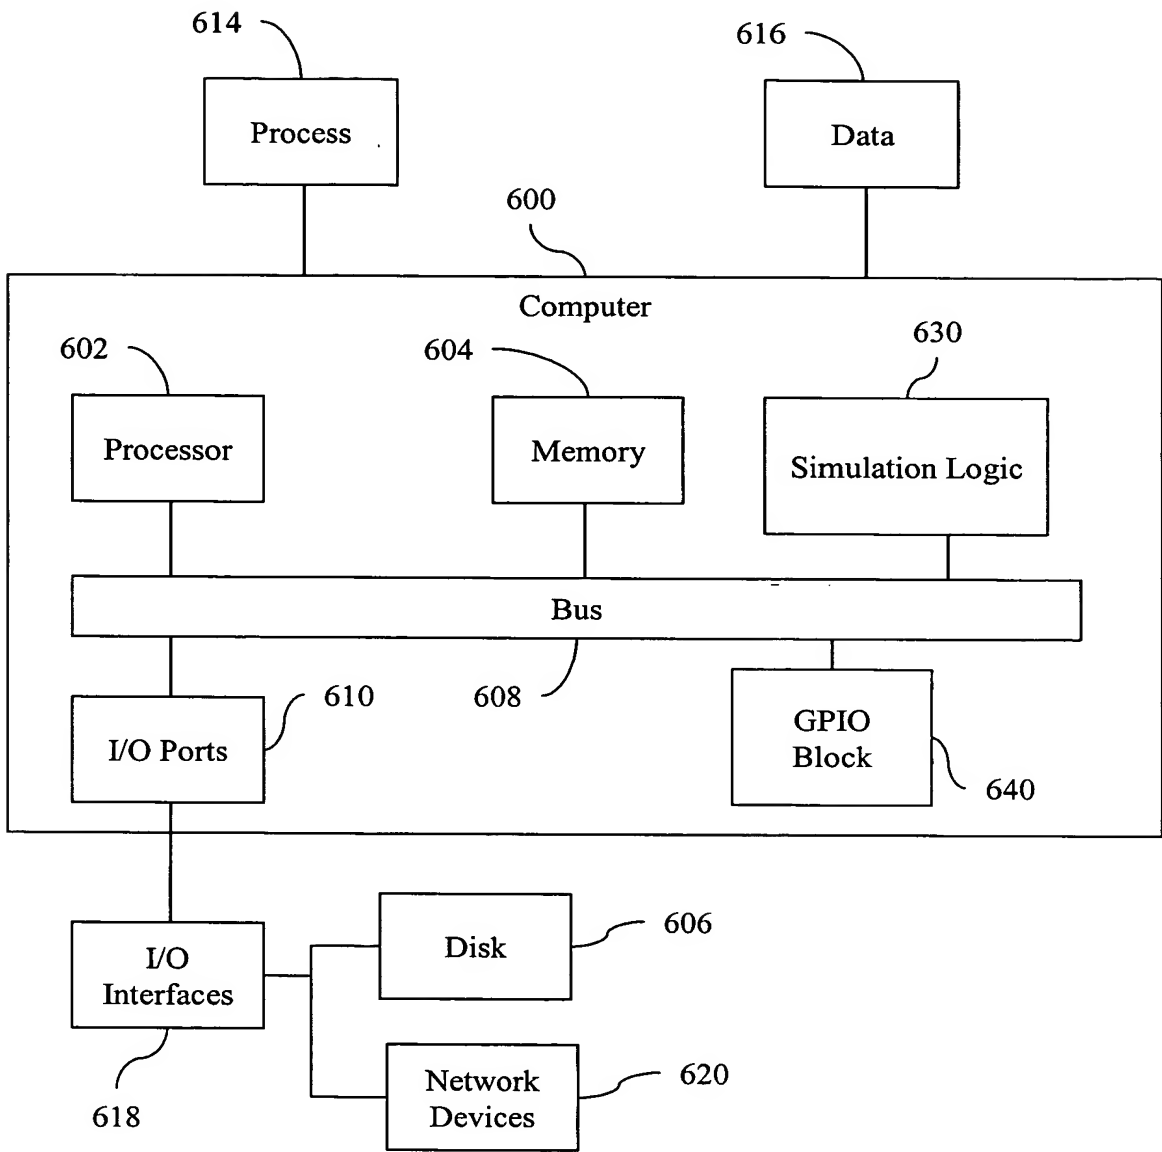 614
616
Process
Data
600
Computer
602
604
630
Processor
Memory
Simulation Logic
Bus
610
608
I/O Ports
GPIO
Block
640
I/O
Interfaces
Disk
606
618
Network
Devices
620